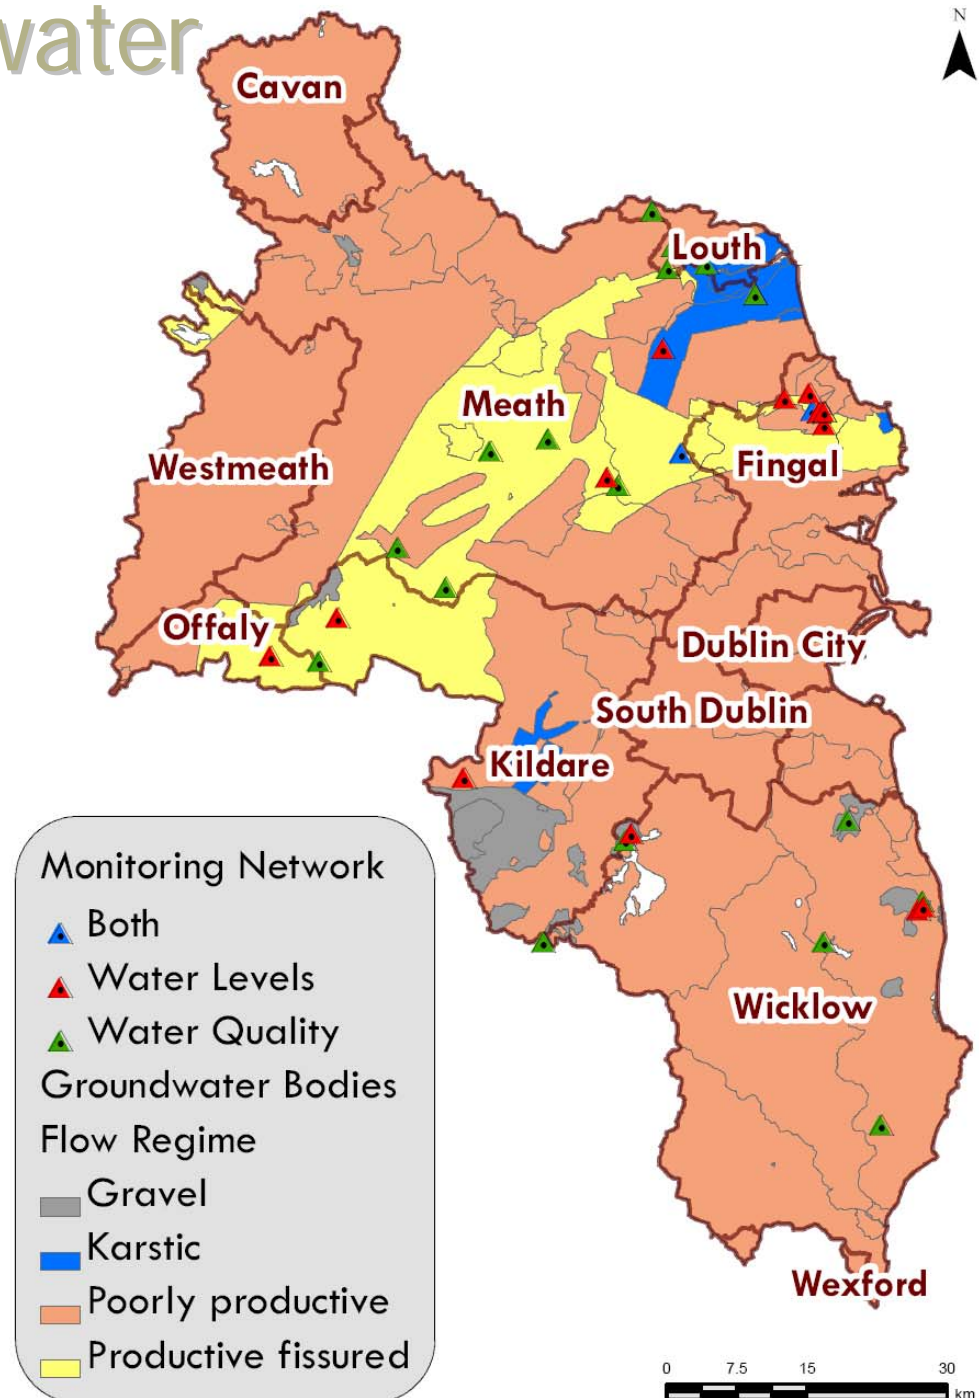 water
N
Cavan
Louth
Meath
Westmeath
Fingal
Offaly
Dublin City
South Dublin
Kildare
Wicklow
Wexford
Monitoring Network
Both
Water Levels
Water Quality
Groundwater Bodies
Flow Regime
Gravel
Karstic
Poorly productive
Productive fissured
0 7.5 15 30
km